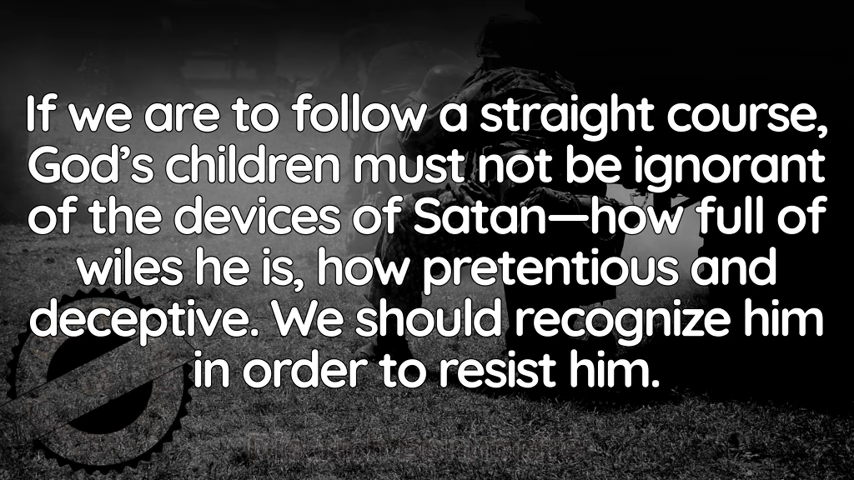 If we are to follow a straight course,
God’s children must not be ignorant
of the devices of Satan—how full of
wiles he is, how pretentious and
deceptive. We should recognize him
in order to resist him.